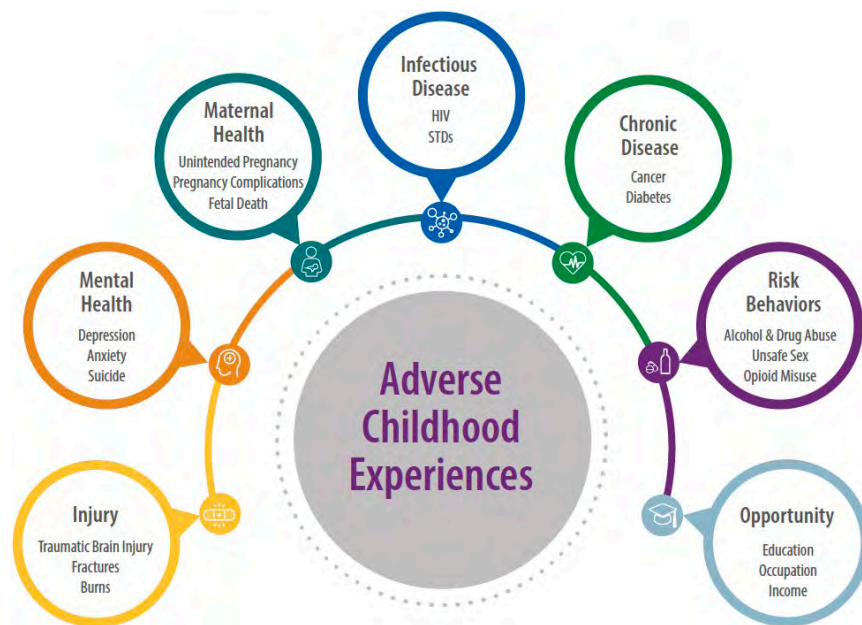 Infectious
Disease
HIV
STDs
Maternal
Health
Unintended Pregnancy
Pregnancy Complications
Fetal Death
Chronic
Disease
Cancer
Diabetes
Mental
Health
Depression
Anxiety
Suicide
Risk
Behaviors
Alcohol & Drug Abuse
Unsafe Sex
Opioid Misuse
Adverse
Childhood
Experiences
Injury
Traumatic Brain Injury
Fractures
Burns
Opportunity
Education
Occupation
Income